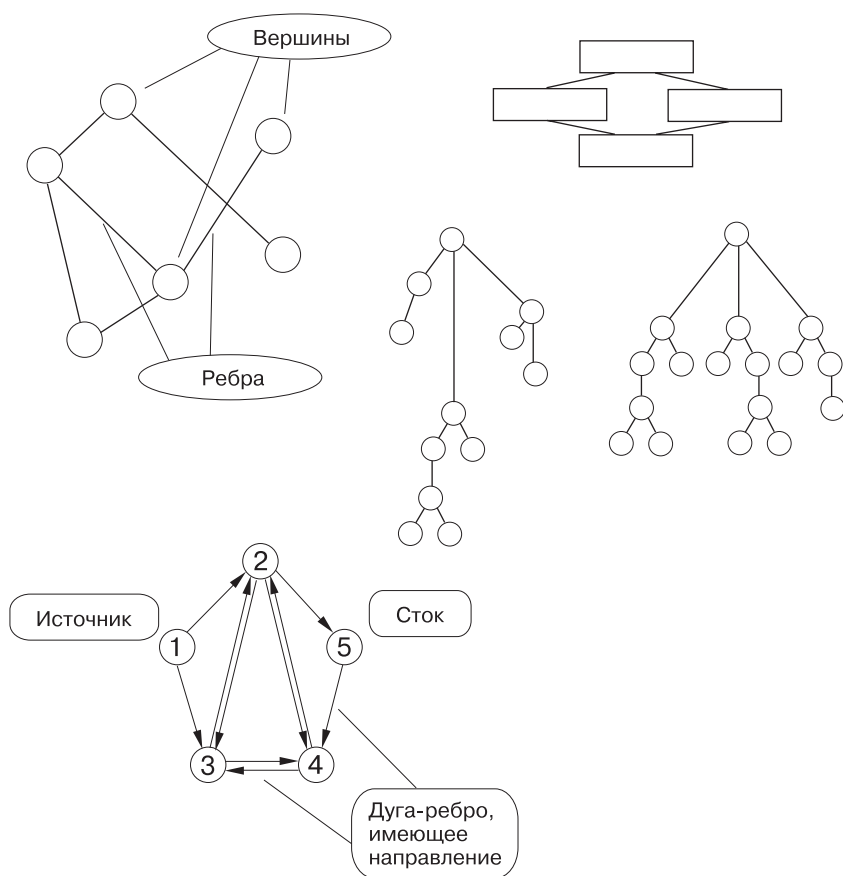 Вершины
Ребра
2
Источник
Сток
1
5
3
4
Дуга-ребро,
имеющее
направление